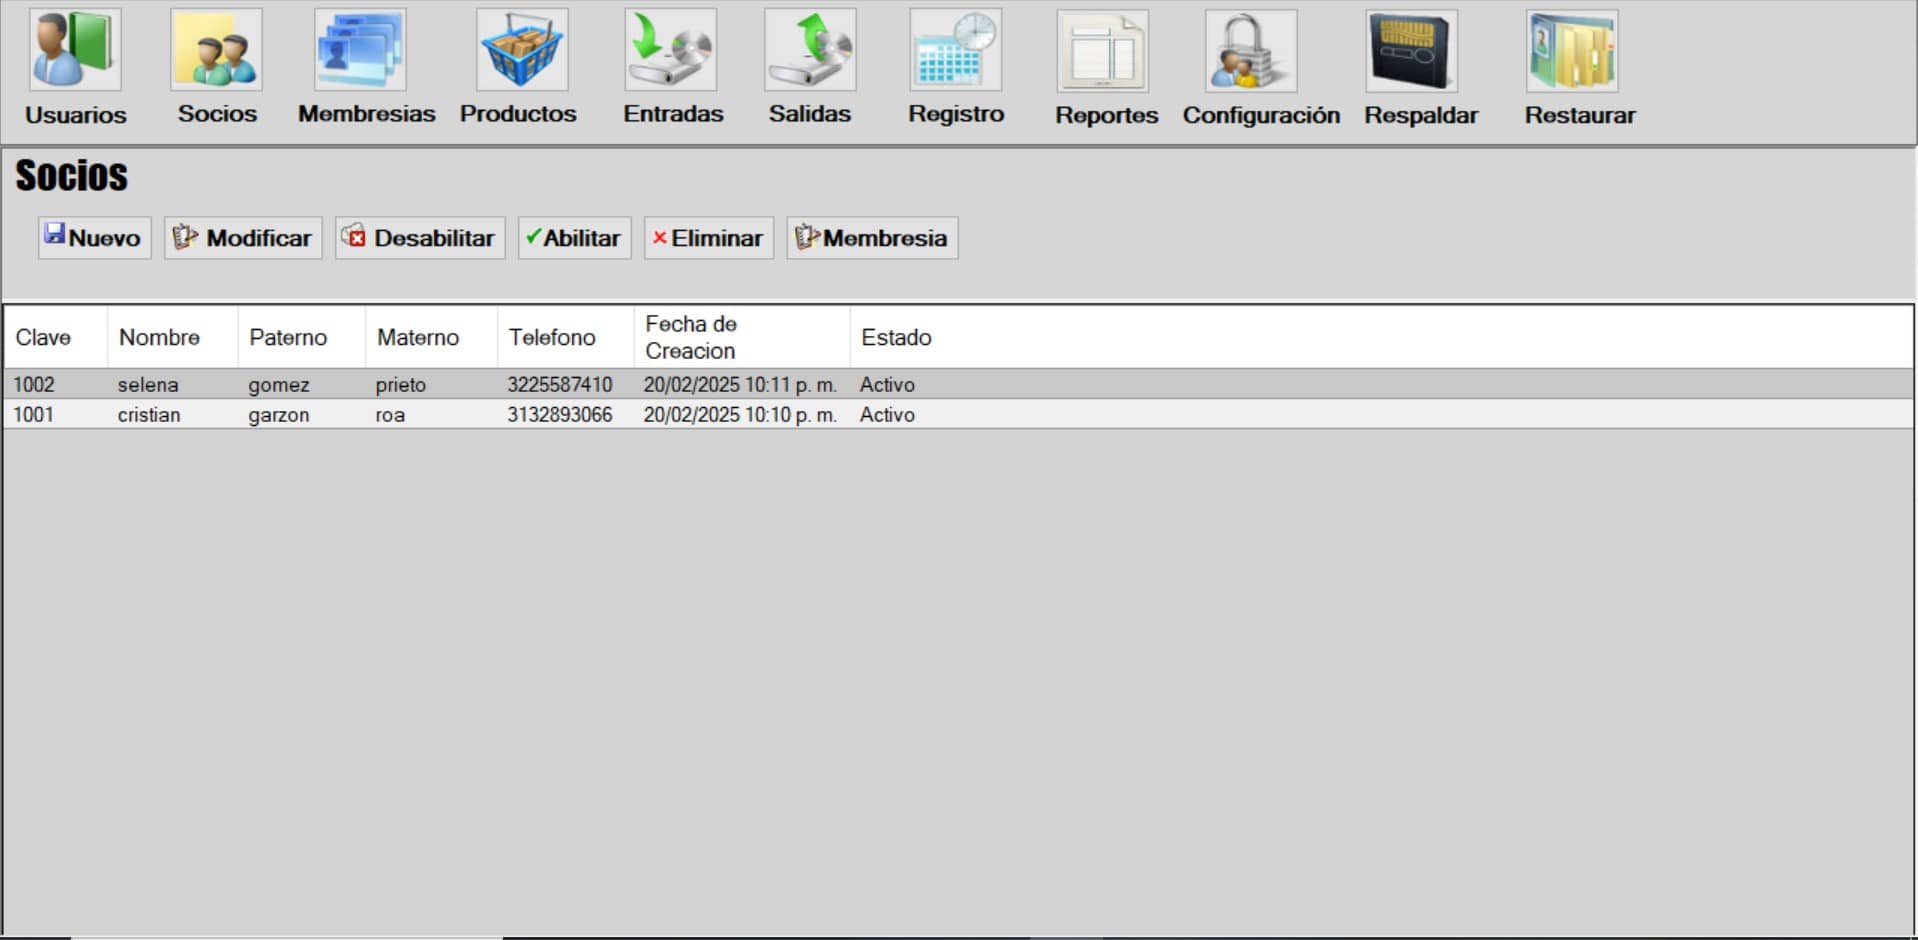 Usuarios Socios Membresias Productos Entradas Salidas Registro Reportes Configuración Respaldar Restaurar
Socios
Nuevo Modificar Desabilitar Abilitar Eliminar Membresia
Clave Nombre Paterno Materno Telefono Fecha de Creacion Estado
1002 selena gomez prieto 3225587410 20/02/2025 10:11 p. m. Activo
1001 cristian garzon roa 3132893066 20/02/2025 10:10 p. m. Activo